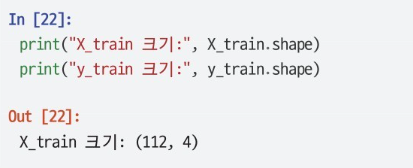 In [22]:
print("X_train 크기:", X_train.shape)
print("y_train 크기:", y_train.shape)
Out [22]:
X_train 크기: (112, 4)